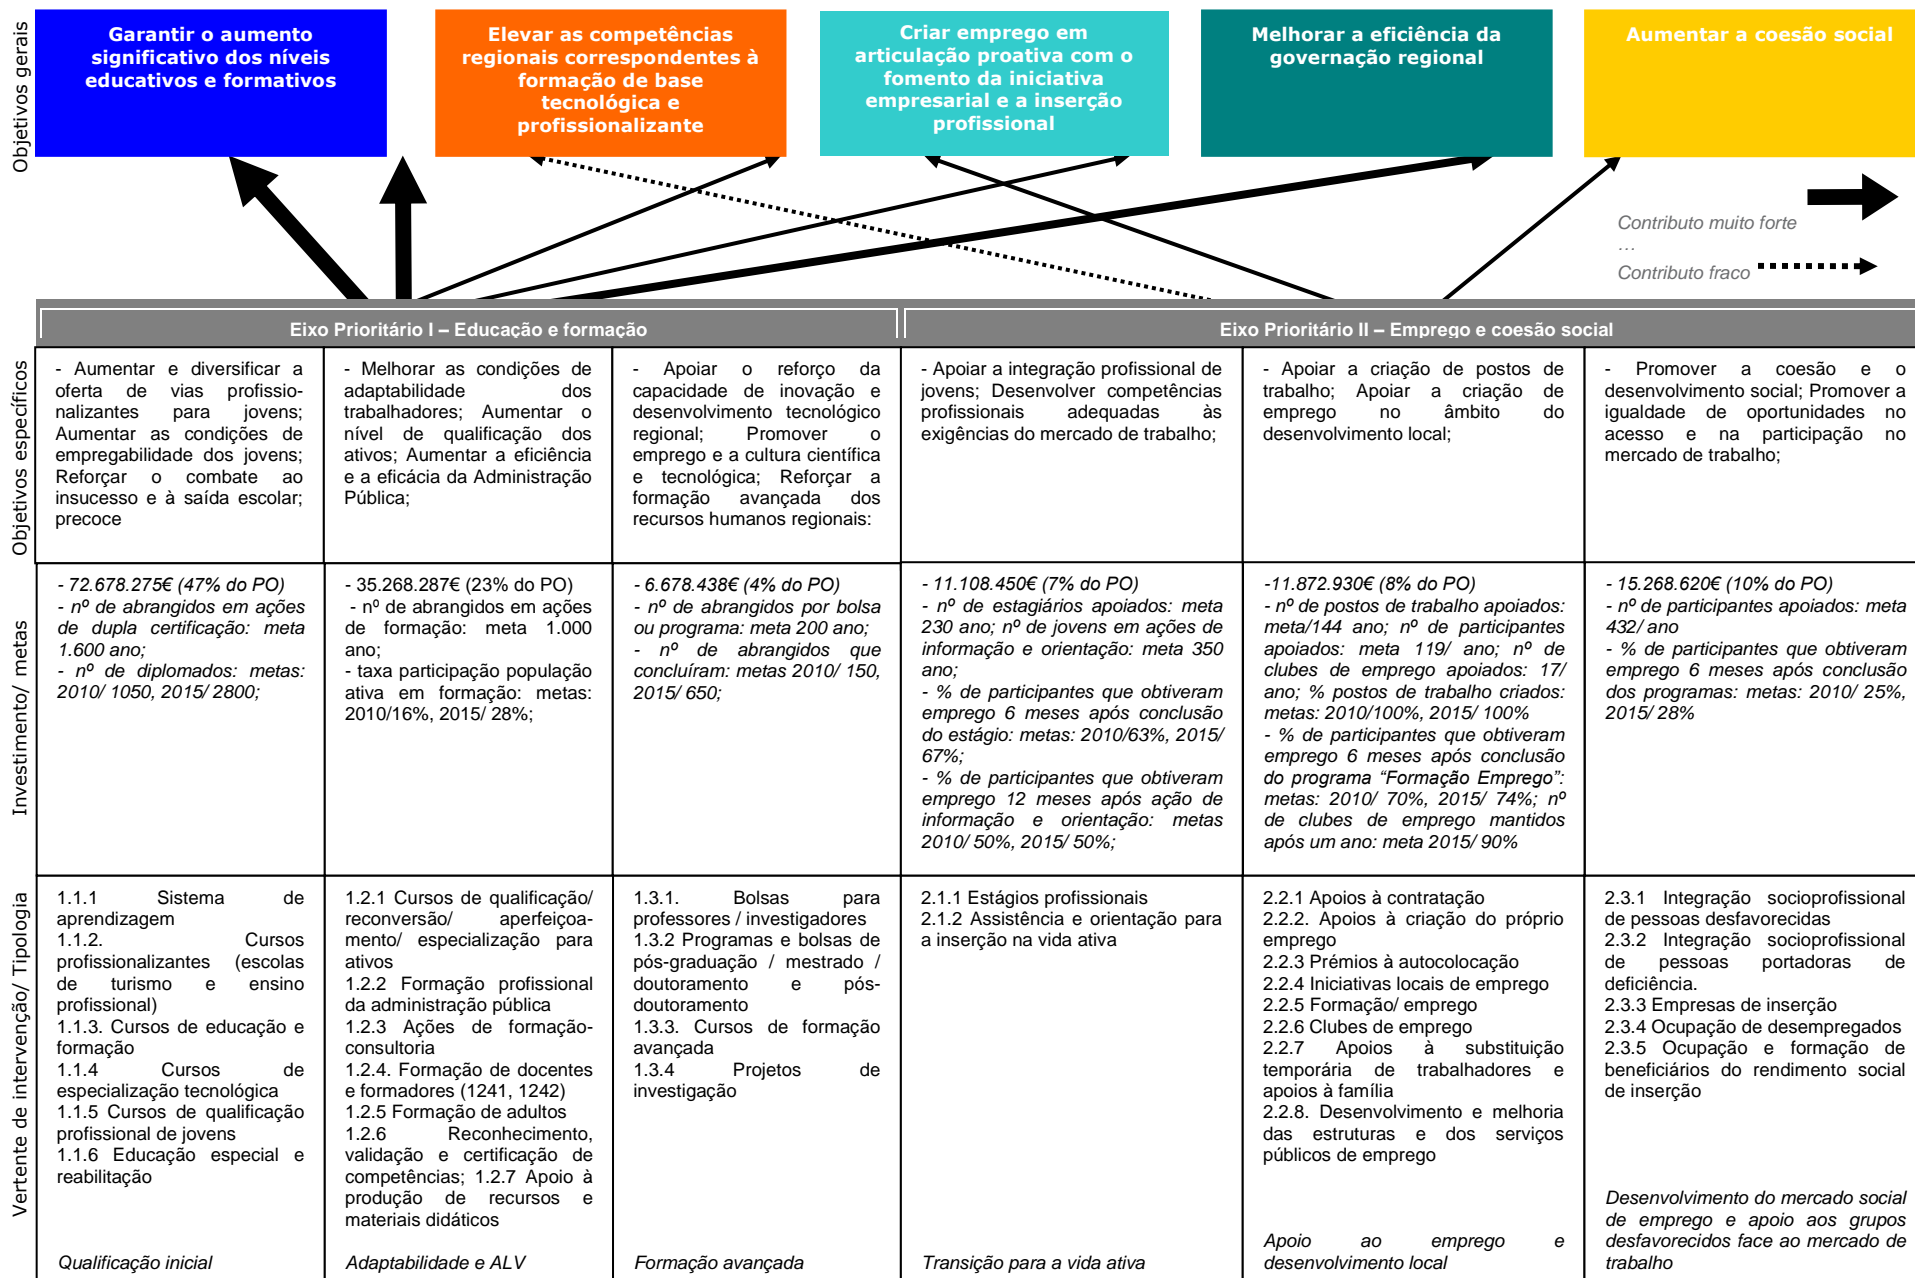 Objetivos gerais
Garantir o aumento
significativo dos níveis
educativos e formativos
Elevar as competências
regionais correspondentes à
formação de base
tecnológica e
profissionalizante
Criar emprego em
articulação proativa com o
fomento da iniciativa
empresarial e a inserção
profissional
Melhorar a eficiência da
governação regional
Aumentar a coesão social
Contributo muito forte
…
Contributo fraco
Eixo Prioritário I – Educação e formação
Eixo Prioritário II – Emprego e coesão social
Objetivos específicos
- Aumentar e diversificar a
oferta de vias profissio-
nalizantes para jovens;
Aumentar as condições de
empregabilidade dos jovens;
Reforçar o combate ao
insucesso e à saída escolar;
precoce
- Melhorar as condições de
adaptabilidade dos
trabalhadores; Aumentar o
nível de qualificação dos
ativos; Aumentar a eficiência
e a eficácia da Administração
Pública;
- Apoiar o reforço da
capacidade de inovação e
desenvolvimento tecnológico
regional; Promover o
emprego e a cultura científica
e tecnológica; Reforçar a
formação avançada dos
recursos humanos regionais:
- Apoiar a integração profissional de
jovens; Desenvolver competências
profissionais adequadas às
exigências do mercado de trabalho;
- Apoiar a criação de postos de
trabalho; Apoiar a criação de
emprego no âmbito do
desenvolvimento local;
- Promover a coesão e o
desenvolvimento social; Promover a
igualdade de oportunidades no
acesso e na participação no
mercado de trabalho;
Investimento/ metas
- 72.678.275€ (47% do PO)
- nº de abrangidos em ações
de dupla certificação: meta
1.600 ano;
- nº de diplomados: metas:
2010/ 1050, 2015/ 2800;
- 35.268.287€ (23% do PO)
- nº de abrangidos em ações
de formação: meta 1.000
ano;
- taxa participação população
ativa em formação: metas:
2010/16%, 2015/ 28%;
- 6.678.438€ (4% do PO)
- nº de abrangidos por bolsa
ou programa: meta 200 ano;
- nº de abrangidos que
concluíram: metas 2010/ 150,
2015/ 650;
- 11.108.450€ (7% do PO)
- nº de estagiários apoiados: meta
230 ano; nº de jovens em ações de
informação e orientação: meta 350
ano;
- % de participantes que obtiveram
emprego 6 meses após conclusão
do estágio: metas: 2010/63%, 2015/
67%;
- % de participantes que obtiveram
emprego 12 meses após ação de
informação e orientação: metas
2010/ 50%, 2015/ 50%;
-11.872.930€ (8% do PO)
- nº de postos de trabalho apoiados:
meta/144 ano; nº de participantes
apoiados: meta 119/ ano; nº de
clubes de emprego apoiados: 17/
ano; % postos de trabalho criados:
metas: 2010/100%, 2015/ 100%
- % de participantes que obtiveram
emprego 6 meses após conclusão
do programa “Formação Emprego”:
metas: 2010/ 70%, 2015/ 74%; nº
de clubes de emprego mantidos
após um ano: meta 2015/ 90%
- 15.268.620€ (10% do PO)
- nº de participantes apoiados: meta
432/ ano
- % de participantes que obtiveram
emprego 6 meses após conclusão
dos programas: metas: 2010/ 25%,
2015/ 28%
Vertente de intervenção/ Tipologia
1.1.1 Sistema de
aprendizagem
1.1.2. Cursos
profissionalizantes (escolas
de turismo e ensino
profissional)
1.1.3. Cursos de educação e
formação
1.1.4 Cursos de
especialização tecnológica
1.1.5 Cursos de qualificação
profissional de jovens
1.1.6 Educação especial e
reabilitação
Qualificação inicial
1.2.1 Cursos de qualificação/
reconversão/ aperfeiçoa-
mento/ especialização para
ativos
1.2.2 Formação profissional
da administração pública
1.2.3 Ações de formação-
consultoria
1.2.4. Formação de docentes
e formadores (1241, 1242)
1.2.5 Formação de adultos
1.2.6 Reconhecimento,
validação e certificação de
competências; 1.2.7 Apoio à
produção de recursos e
materiais didáticos
Adaptabilidade e ALV
1.3.1. Bolsas para
professores / investigadores
1.3.2 Programas e bolsas de
pós-graduação / mestrado /
doutoramento e pós-
doutoramento
1.3.3. Cursos de formação
avançada
1.3.4 Projetos de
investigação
Formação avançada
2.1.1 Estágios profissionais
2.1.2 Assistência e orientação para
a inserção na vida ativa
Transição para a vida ativa
2.2.1 Apoios à contratação
2.2.2. Apoios à criação do próprio
emprego
2.2.3 Prémios à autocolocação
2.2.4 Iniciativas locais de emprego
2.2.5 Formação/ emprego
2.2.6 Clubes de emprego
2.2.7 Apoios à substituição
temporária de trabalhadores e
apoios à família
2.2.8. Desenvolvimento e melhoria
das estruturas e dos serviços
públicos de emprego
Apoio ao emprego e
desenvolvimento local
2.3.1 Integração socioprofissional
de pessoas desfavorecidas
2.3.2 Integração socioprofissional
de pessoas portadoras de
deficiência.
2.3.3 Empresas de inserção
2.3.4 Ocupação de desempregados
2.3.5 Ocupação e formação de
beneficiários do rendimento social
de inserção
Desenvolvimento do mercado social
de emprego e apoio aos grupos
desfavorecidos face ao mercado de
trabalho